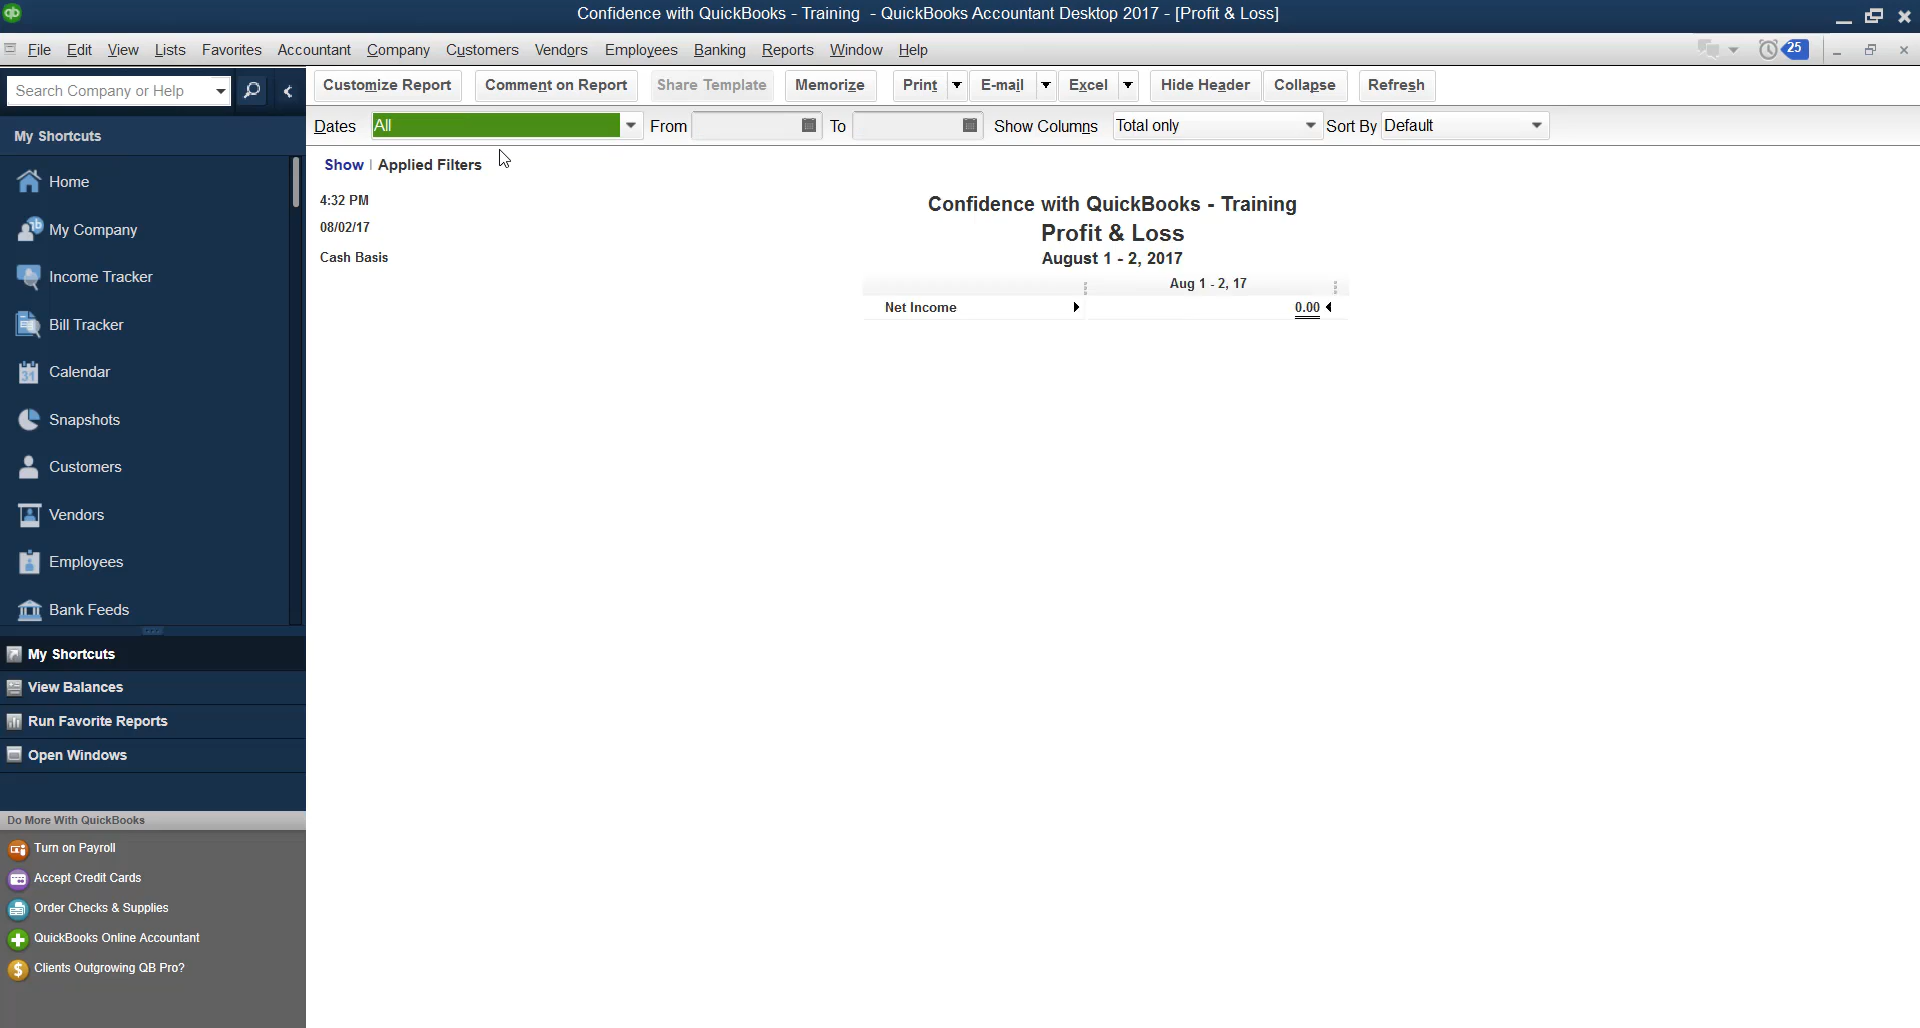 Confidence with QuickBooks - Training - QuickBooks Accountant Desktop 2017 - [Profit & Loss]
File Edit View Lists Favorites Accountant Company Customers Vendors Employees Banking Reports Window Help
25
Search Company or Help
Customize Report Comment on Report Share Template Memorize Print E-mail Excel Hide Header Collapse Refresh
Dates All From To Show Columns Total only Sort By Default
My Shortcuts
Show | Applied Filters
Home
4:32 PM
Confidence with QuickBooks - Training
08/02/17
Profit & Loss
My Company
Cash Basis
August 1 - 2, 2017
Income Tracker
Aug 1 - 2, 17
Net Income 0.00
Bill Tracker
31
Calendar
Snapshots
Customers
Vendors
Employees
Bank Feeds
My Shortcuts
View Balances
Run Favorite Reports
Open Windows
Do More With QuickBooks
Turn on Payroll
Accept Credit Cards
Order Checks & Supplies
QuickBooks Online Accountant
Clients Outgrowing QB Pro?